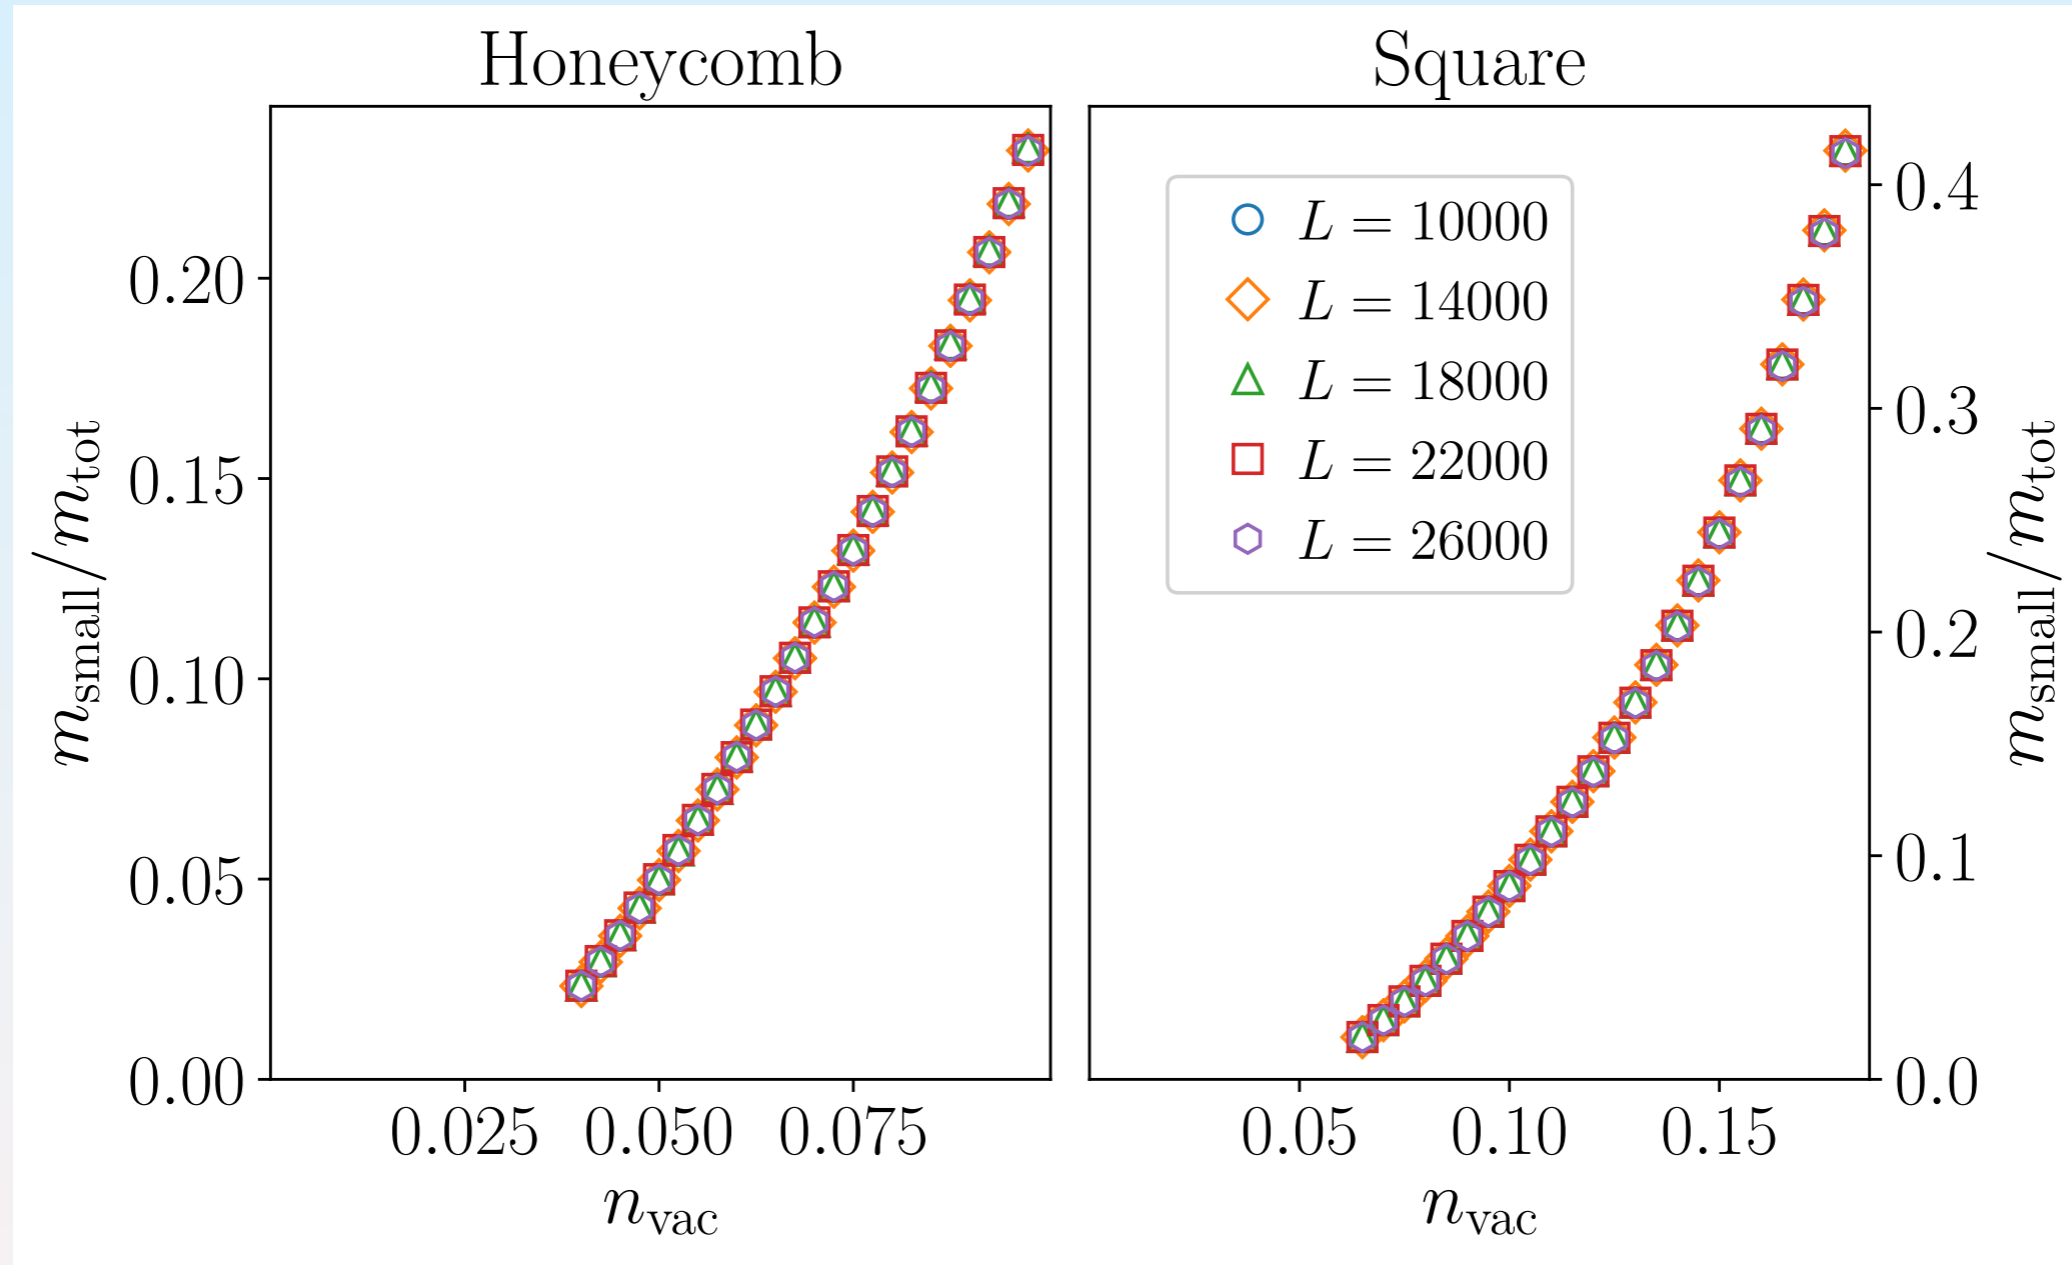 Honeycomb
m_small/m_tot
0.20
0.15
0.10
0.05
0.00
0.025 0.050 0.075
n_vac
Square
L = 10000
L = 14000
L = 18000
L = 22000
L = 26000
0.4
0.3
0.2
0.1
0.0
m_small/m_tot
0.05 0.10 0.15
n_vac